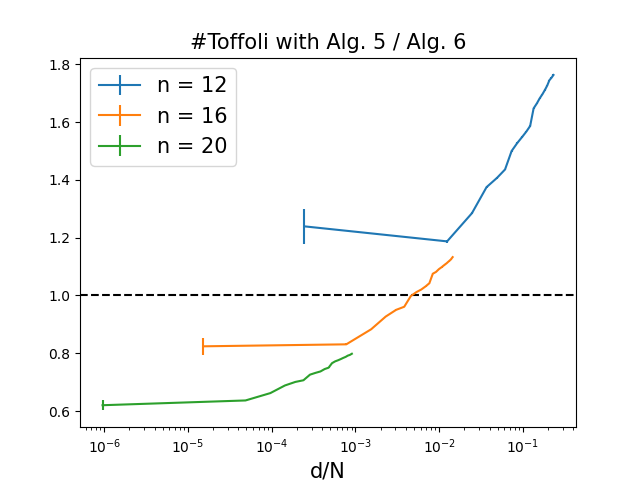 #Toffoli with Alg. 5 / Alg. 6
n = 12
n = 16
n = 20
1.8
1.6
1.4
1.2
1.0
0.8
0.6
10⁻⁶ 10⁻⁵ 10⁻⁴ 10⁻³ 10⁻² 10⁻¹
d/N